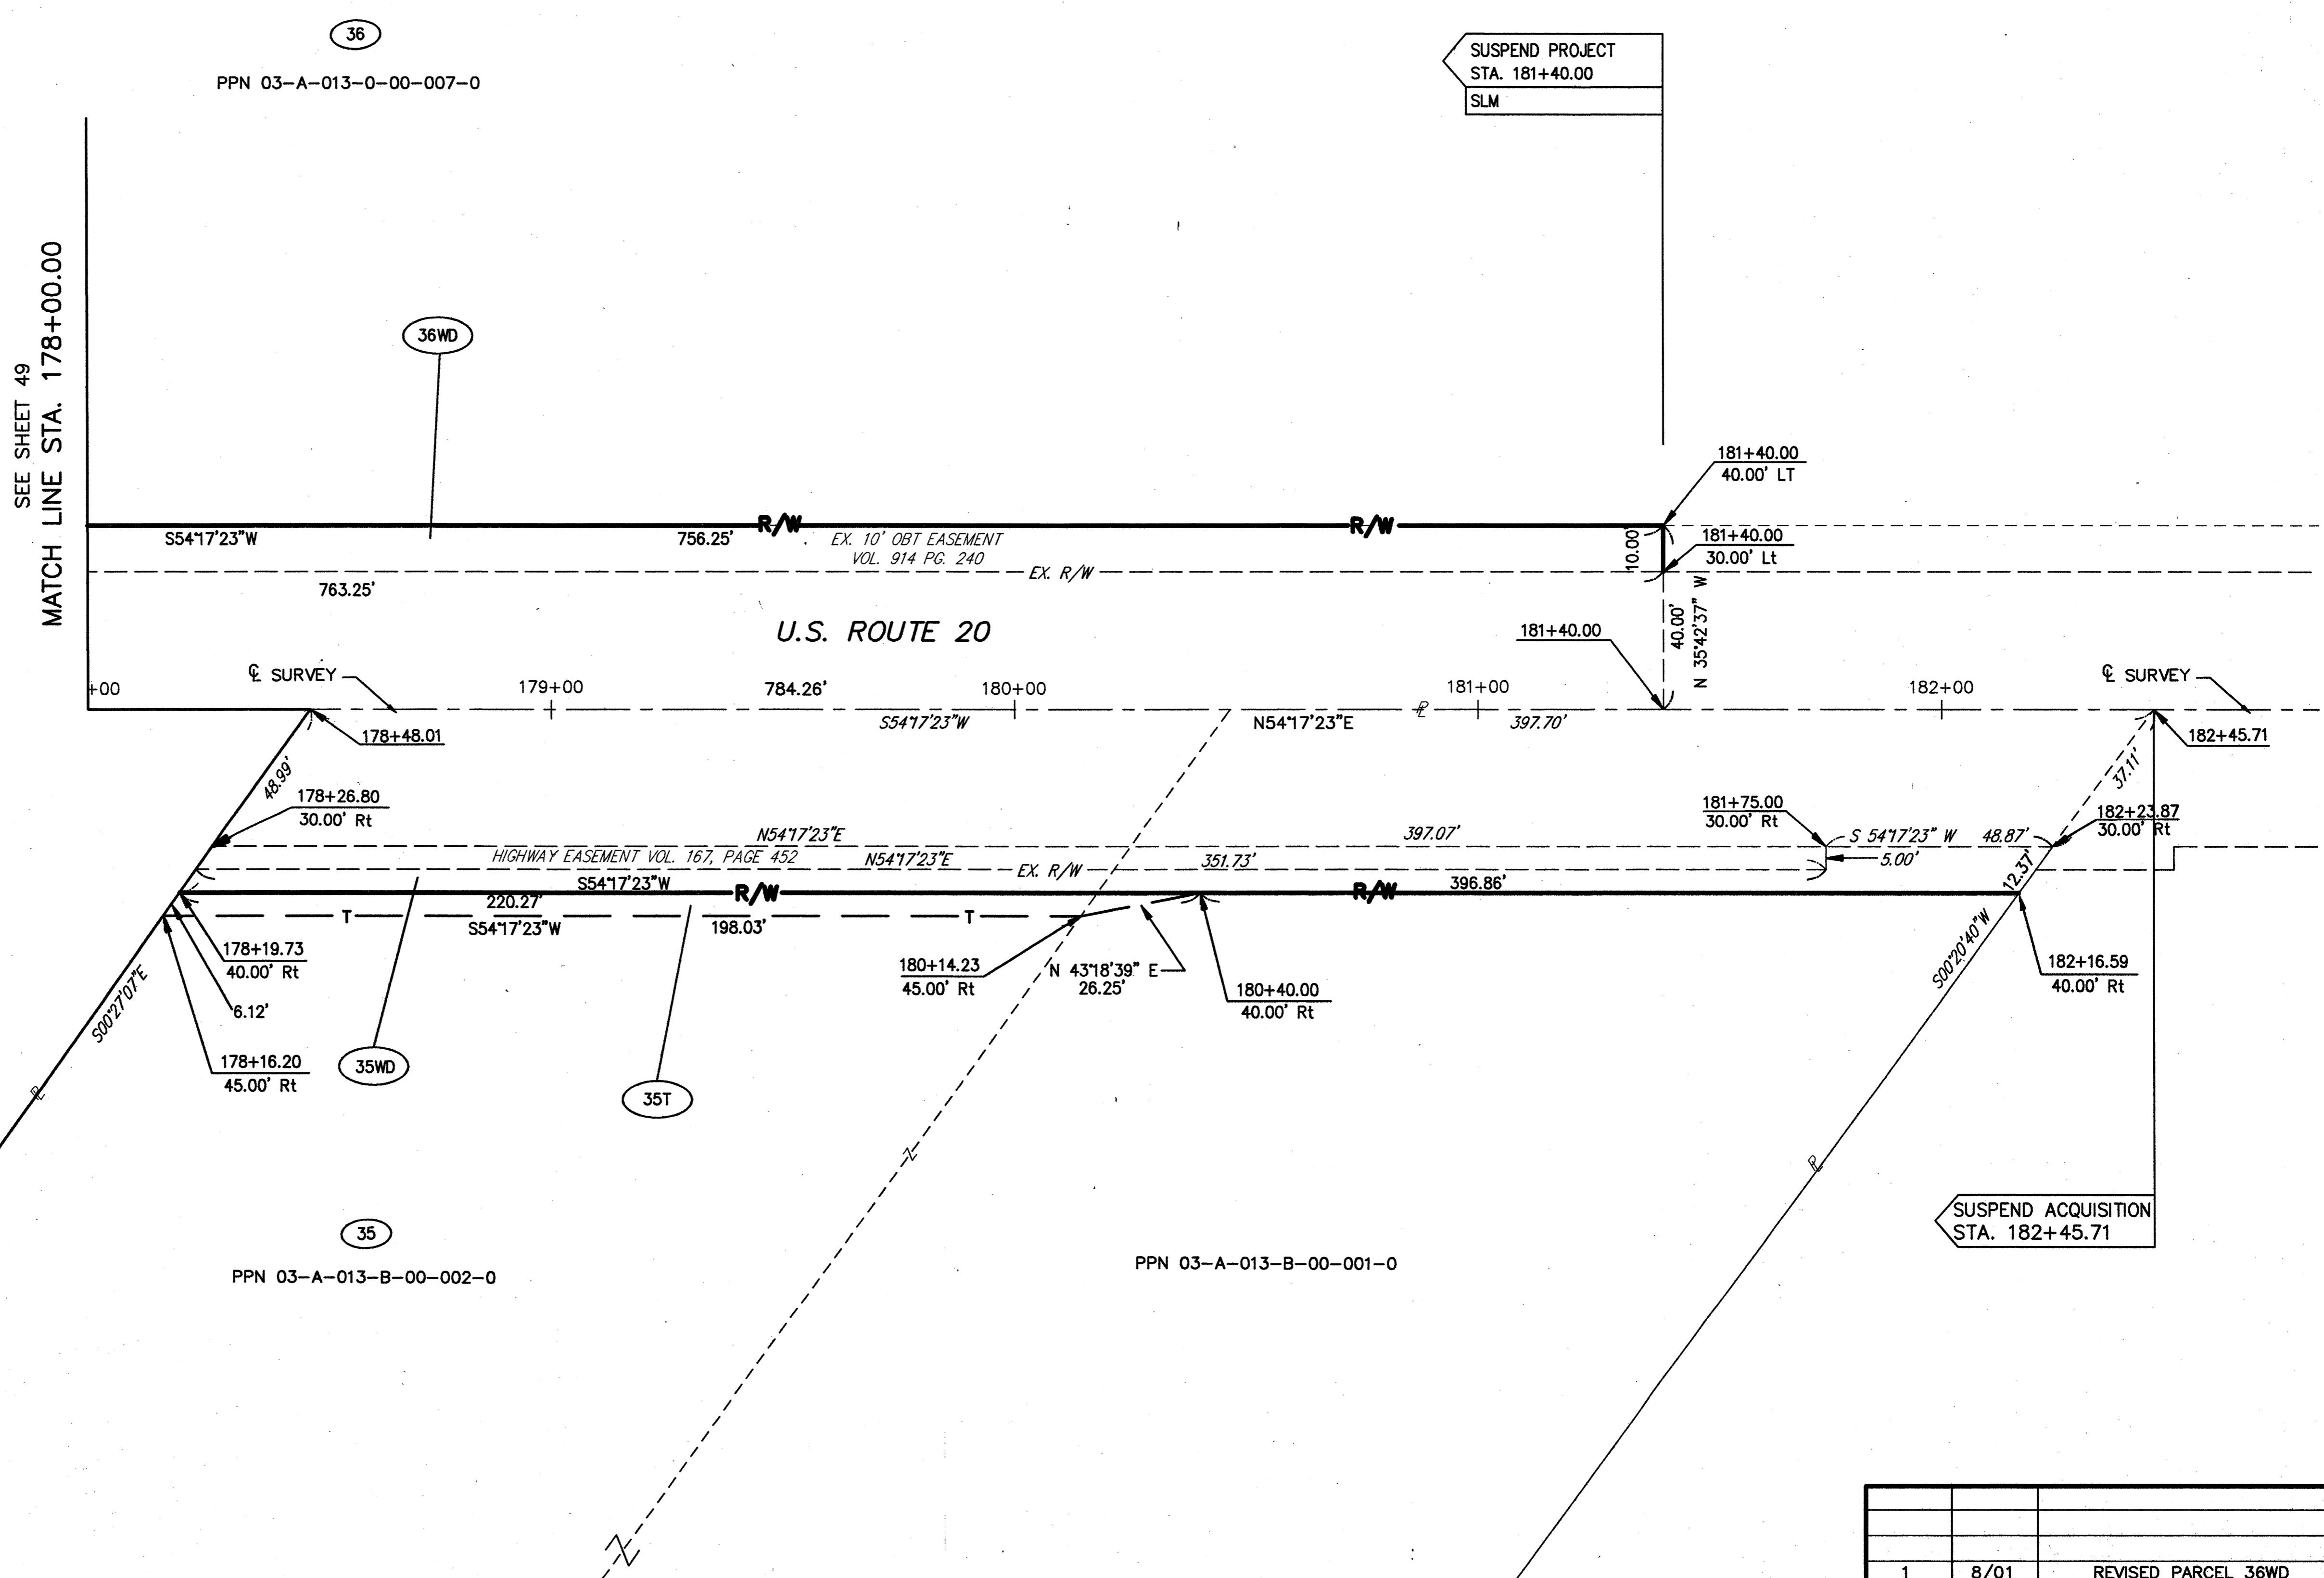 36
PPN 03-A-013-0-00-007-0
SUSPEND PROJECT
STA. 181+40.00
SLM
SEE SHEET 49
MATCH LINE STA. 178+00.00
36WD
181+40.00
40.00' LT
R/W
R/W
S54°17'23"W
756.25'
EX. 10' OBT EASEMENT
VOL. 914 PG. 240
10.00'
181+40.00
30.00' Lt
EX. R/W
763.25'
U.S. ROUTE 20
181+40.00
40.00'
N 35°42'37" W
℄ SURVEY
℄ SURVEY
+00
179+00
784.26'
180+00
181+00
182+00
S54°17'23"W
N54°17'23"E
℄
397.70'
178+48.01
182+45.71
48.99'
37.11'
178+26.80
30.00' Rt
181+75.00
30.00' Rt
182+23.87
30.00' Rt
N54°17'23"E
397.07'
S 54°17'23" W 48.87'
HIGHWAY EASEMENT VOL. 167, PAGE 452
N54°17'23"E
EX. R/W
351.73'
5.00'
12.37'
S54°17'23"W
R/W
R/W
396.86'
220.27'
T
S54°17'23"W
198.03'
T
178+19.73
40.00' Rt
6.12'
S00°27'07"E
180+14.23
45.00' Rt
N 43°18'39" E
26.25'
180+40.00
40.00' Rt
S00°20'40"W
182+16.59
40.00' Rt
178+16.20
45.00' Rt
35WD
35T
℄
Z
℄
SUSPEND ACQUISITION
STA. 182+45.71
35
PPN 03-A-013-B-00-002-0
PPN 03-A-013-B-00-001-0
Z
1 8/01 REVISED PARCEL 36WD